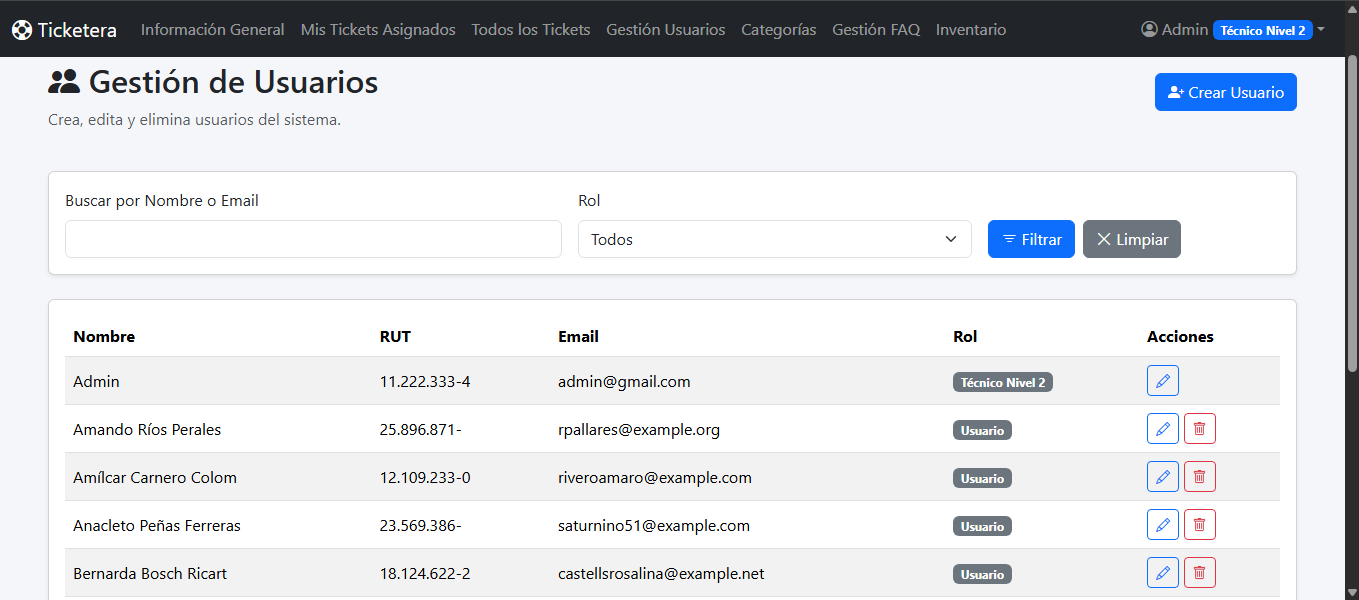 Ticketera Información General Mis Tickets Asignados Todos los Tickets Gestión Usuarios Categorías Gestión FAQ Inventario Admin Técnico Nivel 2
Gestión de Usuarios
Crear Usuario
Crea, edita y elimina usuarios del sistema.
Buscar por Nombre o Email Rol
Todos Filtrar Limpiar
Nombre RUT Email Rol Acciones
Admin 11.222.333-4 admin@gmail.com Técnico Nivel 2
Amando Ríos Perales 25.896.871- rpallares@example.org Usuario
Amílcar Carnero Colom 12.109.233-0 riveroamaro@example.com Usuario
Anacleto Peñas Ferreras 23.569.386- saturnino51@example.com Usuario
Bernarda Bosch Ricart 18.124.622-2 castellsrosalina@example.net Usuario